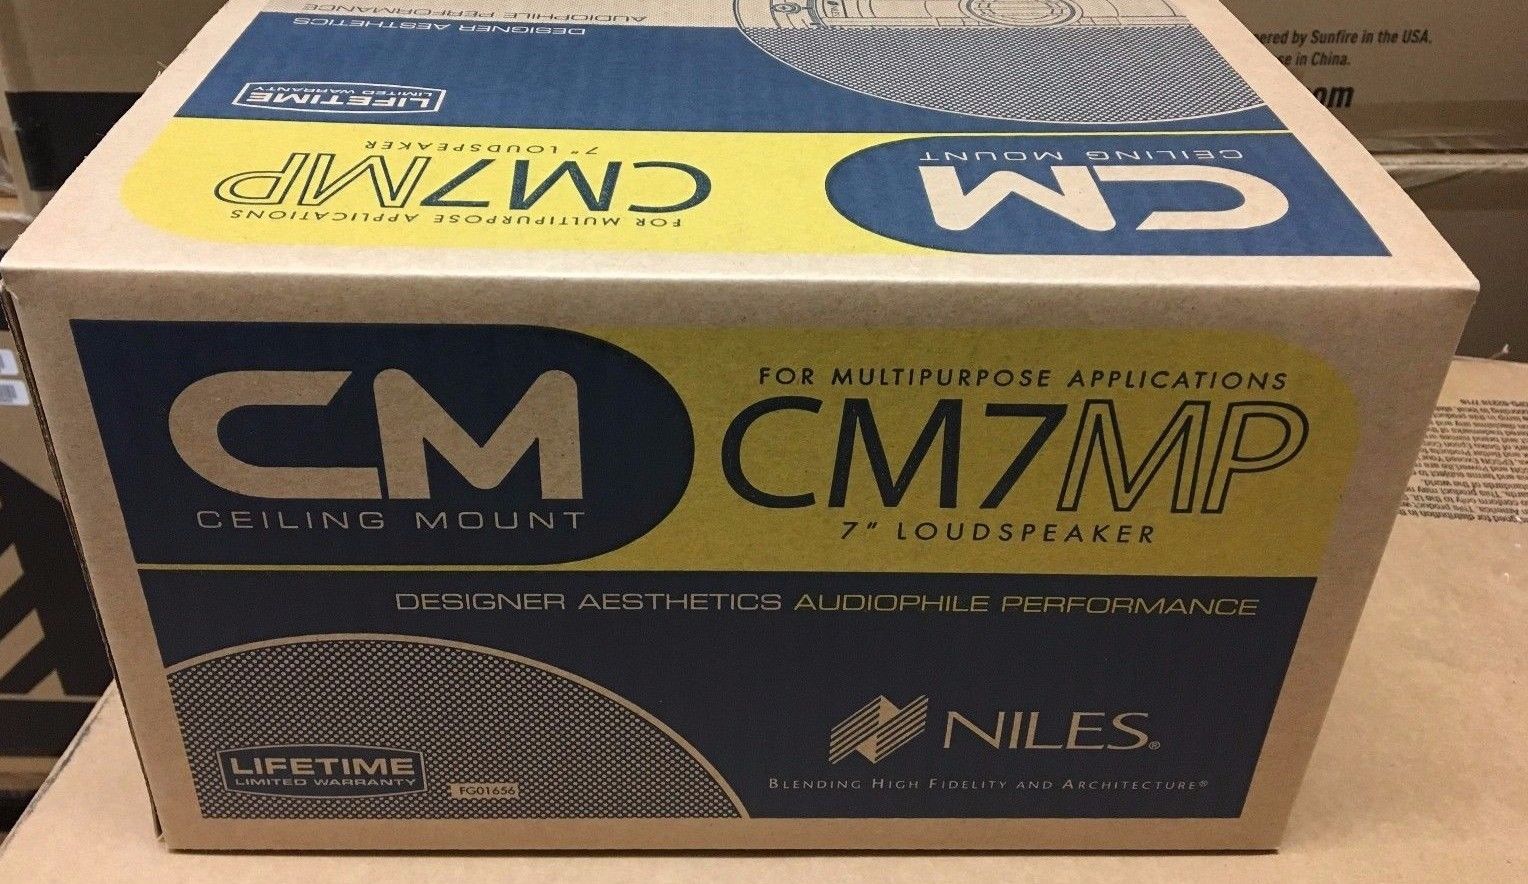 AUDIOPHILE PERFORMANCE
DESIGNER AESTHETICS
LIMITED WARRANTY
LIFETIME
7" LOUDSPEAKER
CM7MP
FOR MULTIPURPOSE APPLICATIONS
CEILING MOUNT
CM
ered by Sunfire in the USA.
se in China.
om
CM
CEILING MOUNT
FOR MULTIPURPOSE APPLICATIONS
CM7MP
7" LOUDSPEAKER
DESIGNER AESTHETICS AUDIOPHILE PERFORMANCE
NILES®
BLENDING HIGH FIDELITY AND ARCHITECTURE®
LIFETIME
LIMITED WARRANTY
FG01656